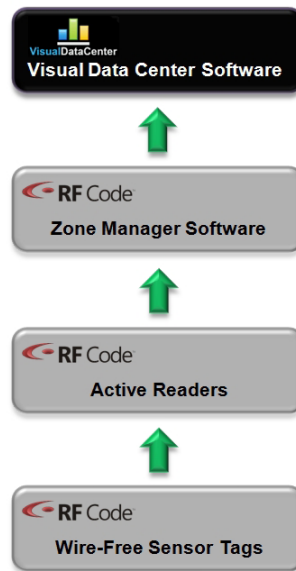 VisualDataCenter
Visual Data Center Software
RF Code
Zone Manager Software
RF Code
Active Readers
RF Code
Wire-Free Sensor Tags